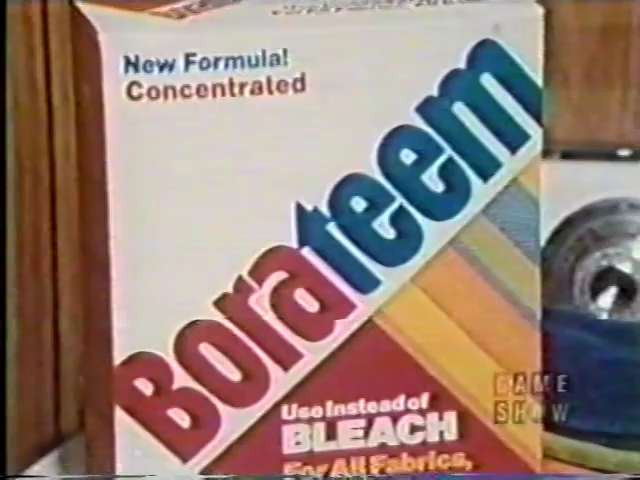 New Formula!
Concentrated
Borateem
Use Instead of
BLEACH
For All Fabrics,
GAME
SHOW